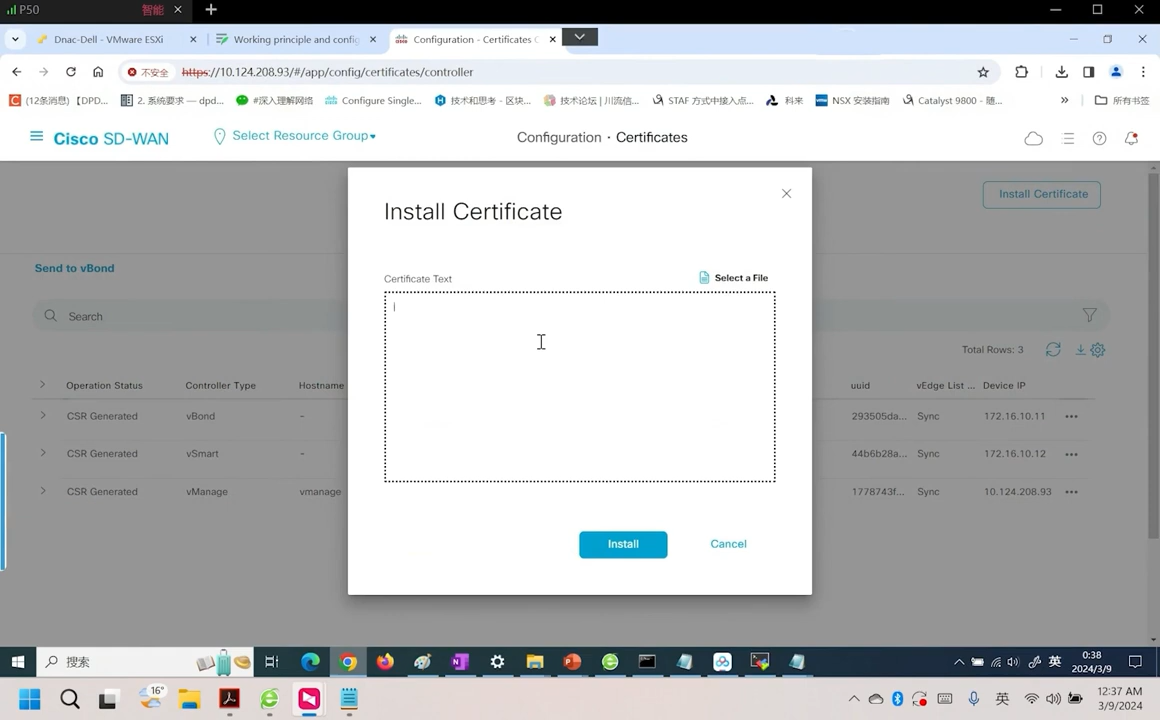 P50
智能
Dnac-Dell - VMware ESXi
Working principle and config
Configuration - Certificates C
不安全
https://10.124.208.93/#/app/config/certificates/controller
(12条消息)【DPD...
2. 系统要求 — dpd...
#深入理解网络
Configure Single...
技术和思考 - 区块...
技术论坛 | 川流信...
STAF 方式中接入点...
科来
NSX 安装指南
Catalyst 9800 - 随...
»
所有书签
Cisco SD-WAN
Select Resource Group
Configuration · Certificates
Install Certificate
Install Certificate
Send to vBond
Certificate Text
Select a File
Search
Total Rows: 3
Operation Status
Controller Type
Hostname
uuid
vEdge List ...
Device IP
CSR Generated
vBond
-
293505da...
Sync
172.16.10.11
CSR Generated
vSmart
-
44b6b28a...
Sync
172.16.10.12
CSR Generated
vManage
vmanage
1778743f...
Sync
10.124.208.93
Install
Cancel
搜索
英
0:38
2024/3/9
16°
英
12:37 AM
3/9/2024